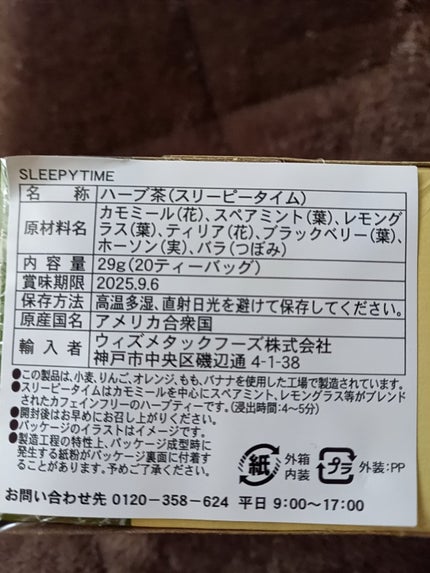 SLEEPYTIME
名 称 ハーブ茶(スリーピータイム)
原材料名 カモミール(花)、スペアミント(葉)、レモング
ラス(葉)、ティリア(花)、ブラックベリー(葉)、
ホーソン(実)、バラ(つぼみ)
内 容 量 29g(20ティーバッグ)
賞味期限 2025.9.6
保存方法 高温多湿、直射日光を避けて保存してください。
原産国名 アメリカ合衆国
輸 入 者 ウィズメタックフーズ株式会社
神戸市中央区磯辺通 4-1-38
●この製品は、小麦、りんご、オレンジ、もも、バナナを使用した工場で製造されています。
●スリーピータイムはカモミールを中心にスペアミント、レモングラス等がブレンド
されたカフェインフリーのハーブティーです。(浸出時間:4~5分)
●開封後はお早めにお召し上がりください。
●パッケージのイラストはイメージです。
●製造工程の特性上、パッケージ成型時に
発生する紙粉がパッケージ裏面に付着す
ることがあります。予めご了承ください。
紙 外箱
内装
プラ 外装:PP
お問い合わせ先 0120-358-624 平日 9:00~17:00